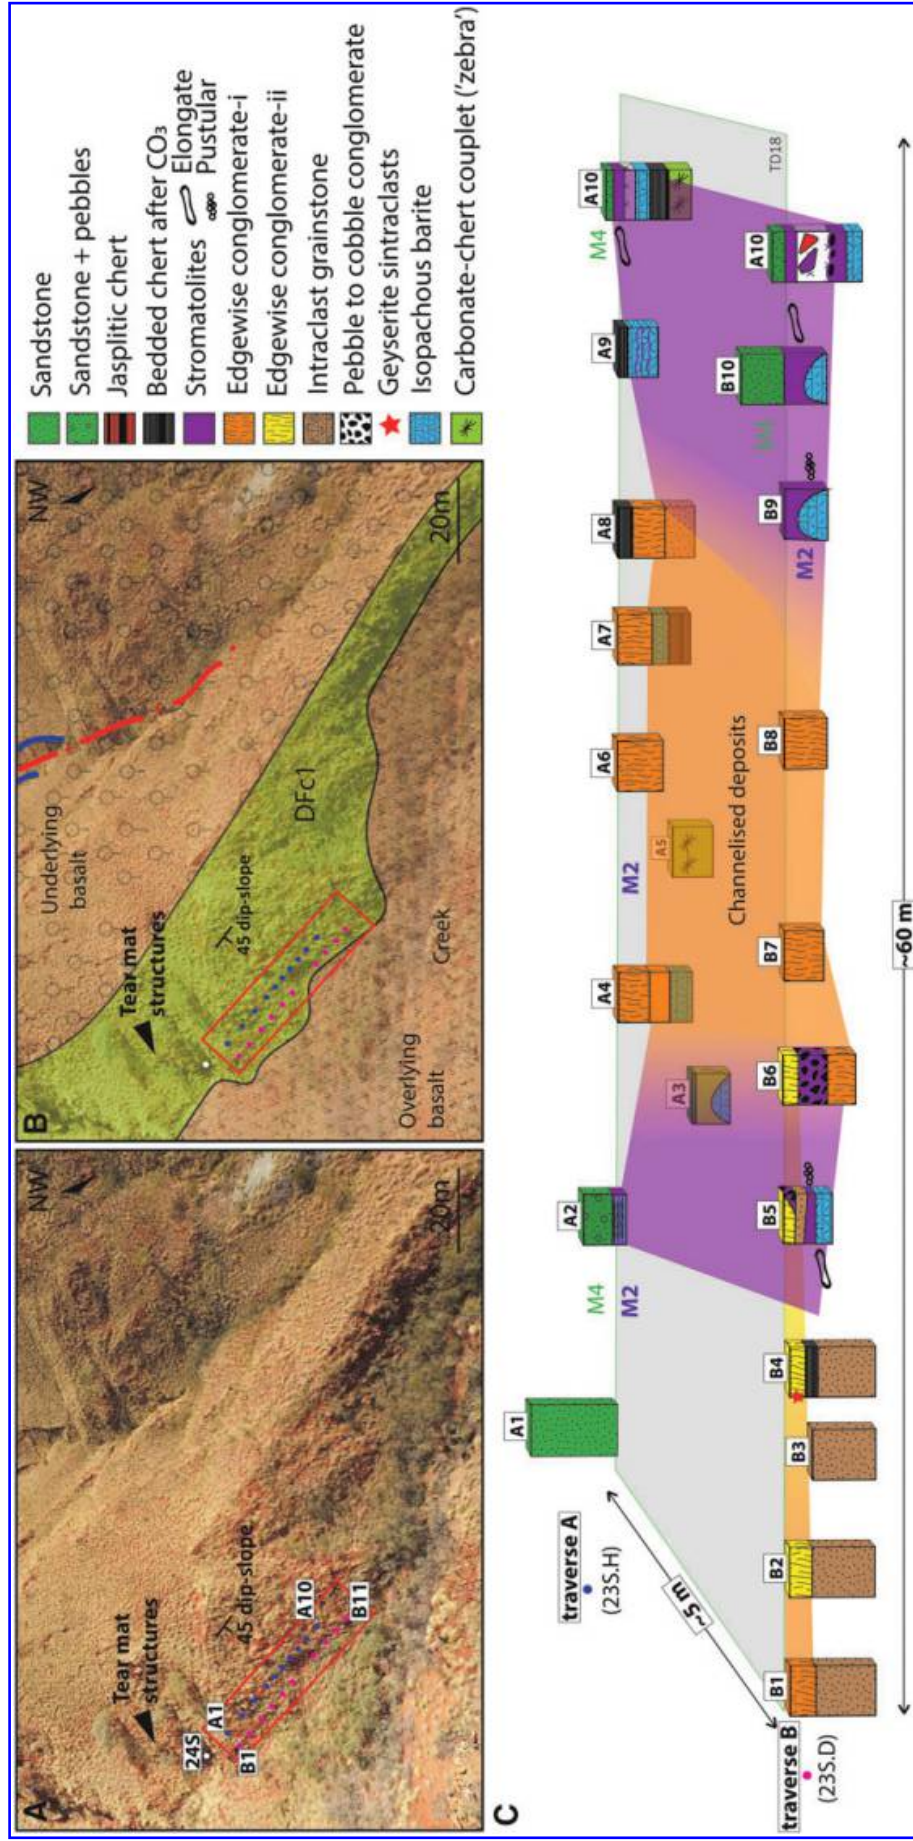 A
24S
Tear mat
structures
45 dip-slope
A1
B1
A10
B11
NW
20m
B
Tear mat
structures
Underlying
basalt
45 dip-slope
DFc1
Overlying
basalt
Creek
NW
20m
Sandstone
Sandstone + pebbles
Jasplitic chert
Bedded chert after CO₃
Stromatolites
Elongate
Pustular
Edgewise conglomerate-i
Edgewise conglomerate-ii
Intraclast grainstone
Pebble to cobble conglomerate
Geyserite sintraclasts
Isopachous barite
Carbonate-chert couplet ('zebra')
C
traverse A
(23S.H)
A1
A2
A3
A4
A5
A6
A7
A8
A9
A10
M4
M2
M2
M4
~5 m
Channelised deposits
traverse B
(23S.D)
B1
B2
B3
B4
B5
B6
B7
B8
B9
B10
A10
M2
M4
TD18
~60 m